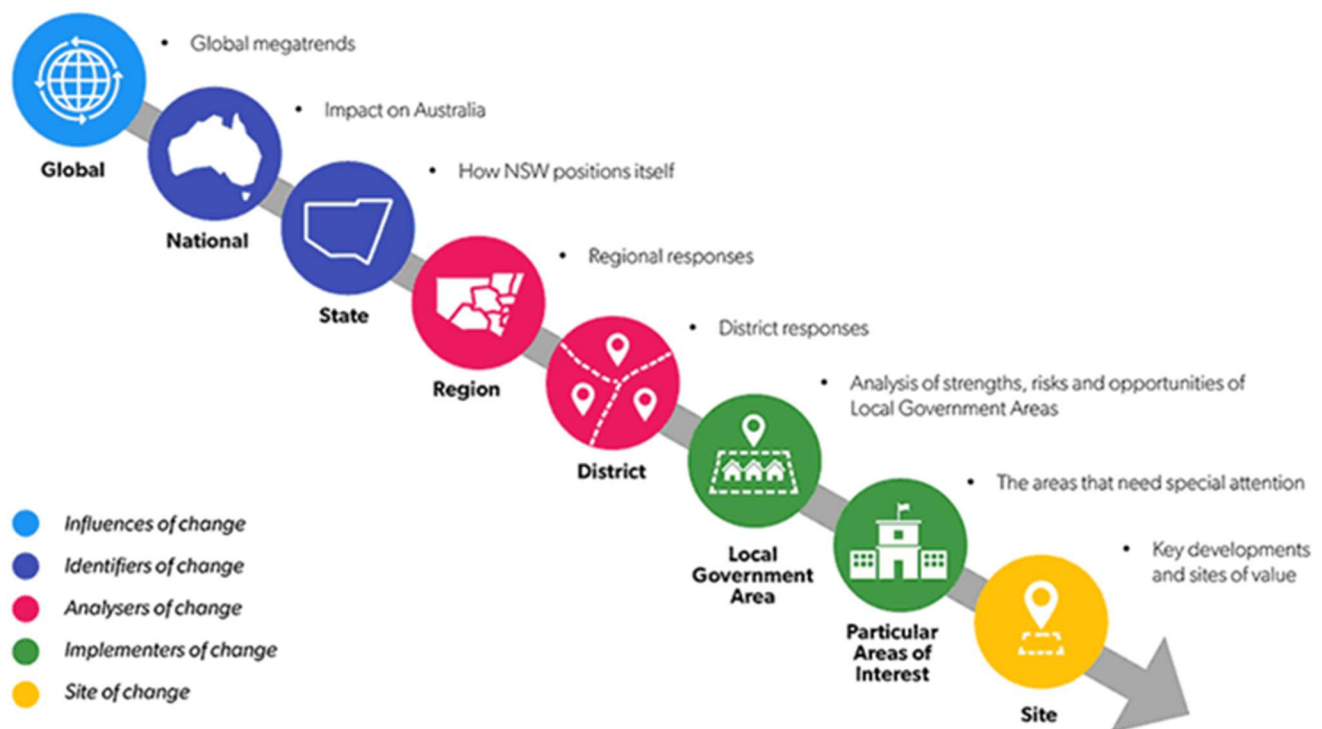 Global megatrends
Global
Impact on Australia
National
How NSW positions itself
State
Regional responses
Region
District responses
District
Analysis of strengths, risks and opportunities of
Local Government Areas
Local
Government
Area
The areas that need special attention
Particular
Areas of
Interest
Key developments
and sites of value
Site
Influences of change
Identifiers of change
Analysers of change
Implementers of change
Site of change